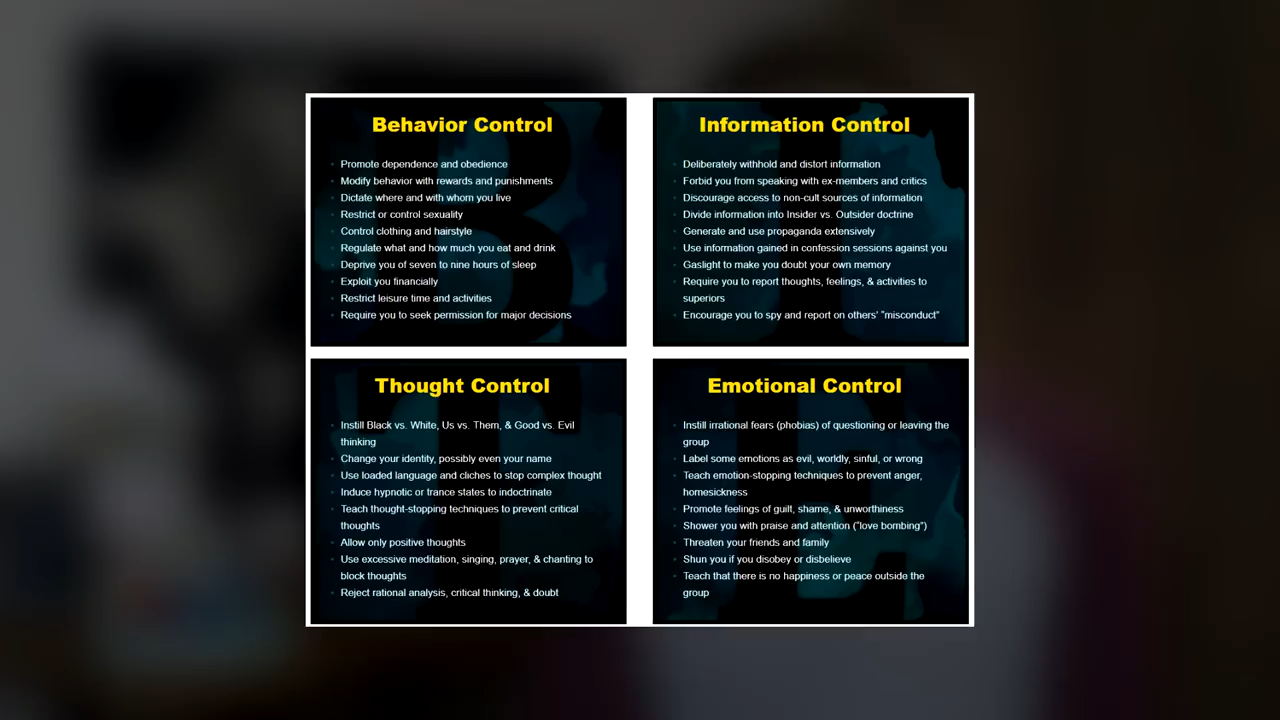 Behavior Control
Promote dependence and obedience
Modify behavior with rewards and punishments
Dictate where and with whom you live
Restrict or control sexuality
Control clothing and hairstyle
Regulate what and how much you eat and drink
Deprive you of seven to nine hours of sleep
Exploit you financially
Restrict leisure time and activities
Require you to seek permission for major decisions
Information Control
Deliberately withhold and distort information
Forbid you from speaking with ex-members and critics
Discourage access to non-cult sources of information
Divide information into Insider vs. Outsider doctrine
Generate and use propaganda extensively
Use information gained in confession sessions against you
Gaslight to make you doubt your own memory
Require you to report thoughts, feelings, & activities to
superiors
Encourage you to spy and report on others' "misconduct"
Thought Control
Instill Black vs. White, Us vs. Them, & Good vs. Evil
thinking
Change your identity, possibly even your name
Use loaded language and cliches to stop complex thought
Induce hypnotic or trance states to indoctrinate
Teach thought-stopping techniques to prevent critical
thoughts
Allow only positive thoughts
Use excessive meditation, singing, prayer, & chanting to
block thoughts
Reject rational analysis, critical thinking, & doubt
Emotional Control
Instill irrational fears (phobias) of questioning or leaving the
group
Label some emotions as evil, worldly, sinful, or wrong
Teach emotion-stopping techniques to prevent anger,
homesickness
Promote feelings of guilt, shame, & unworthiness
Shower you with praise and attention ("love bombing")
Threaten your friends and family
Shun you if you disobey or disbelieve
Teach that there is no happiness or peace outside the
group